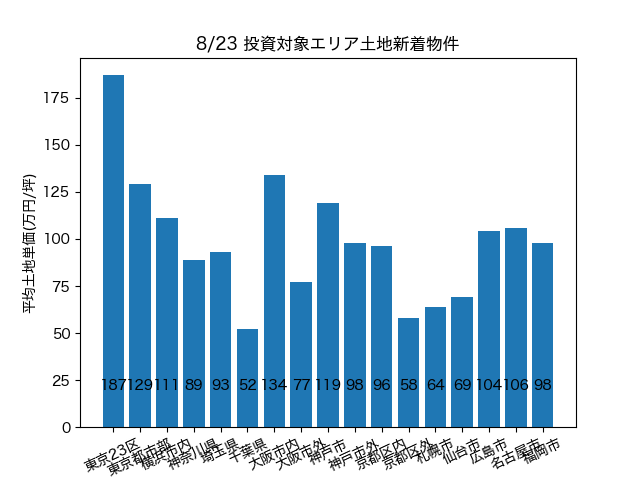 8/23 投資対象エリア土地新着物件
平均土地単価(万円/坪)
175
150
125
100
75
50
25
0
187 129 111 89 93 52 134 77 119 98 96 58 64 69 104 106 98
東京23区
東京都市部
横浜市内
神奈川県
埼玉県
千葉県
大阪市内
大阪市外
神戸市
神戸市外
京都区内
京都区外
札幌市
仙台市
広島市
名古屋市
福岡市